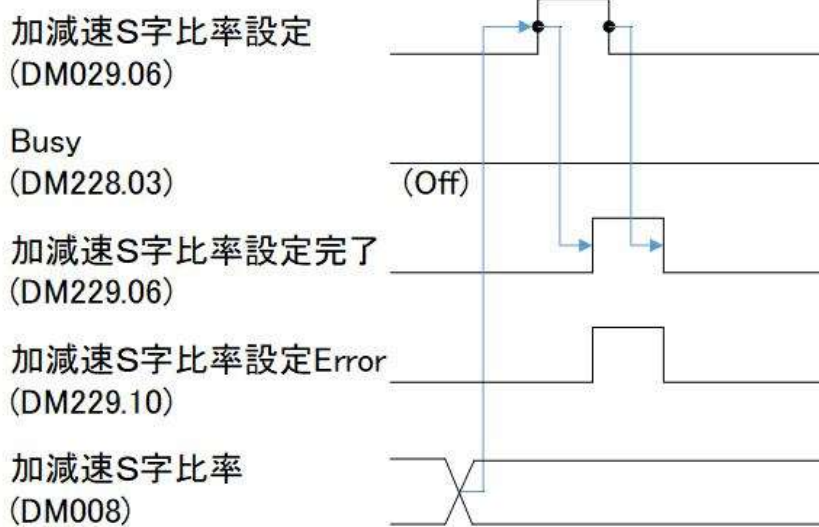 加減速S字比率設定
(DM029.06)
Busy
(DM228.03)
(Off)
加減速S字比率設定完了
(DM229.06)
加減速S字比率設定Error
(DM229.10)
加減速S字比率
(DM008)